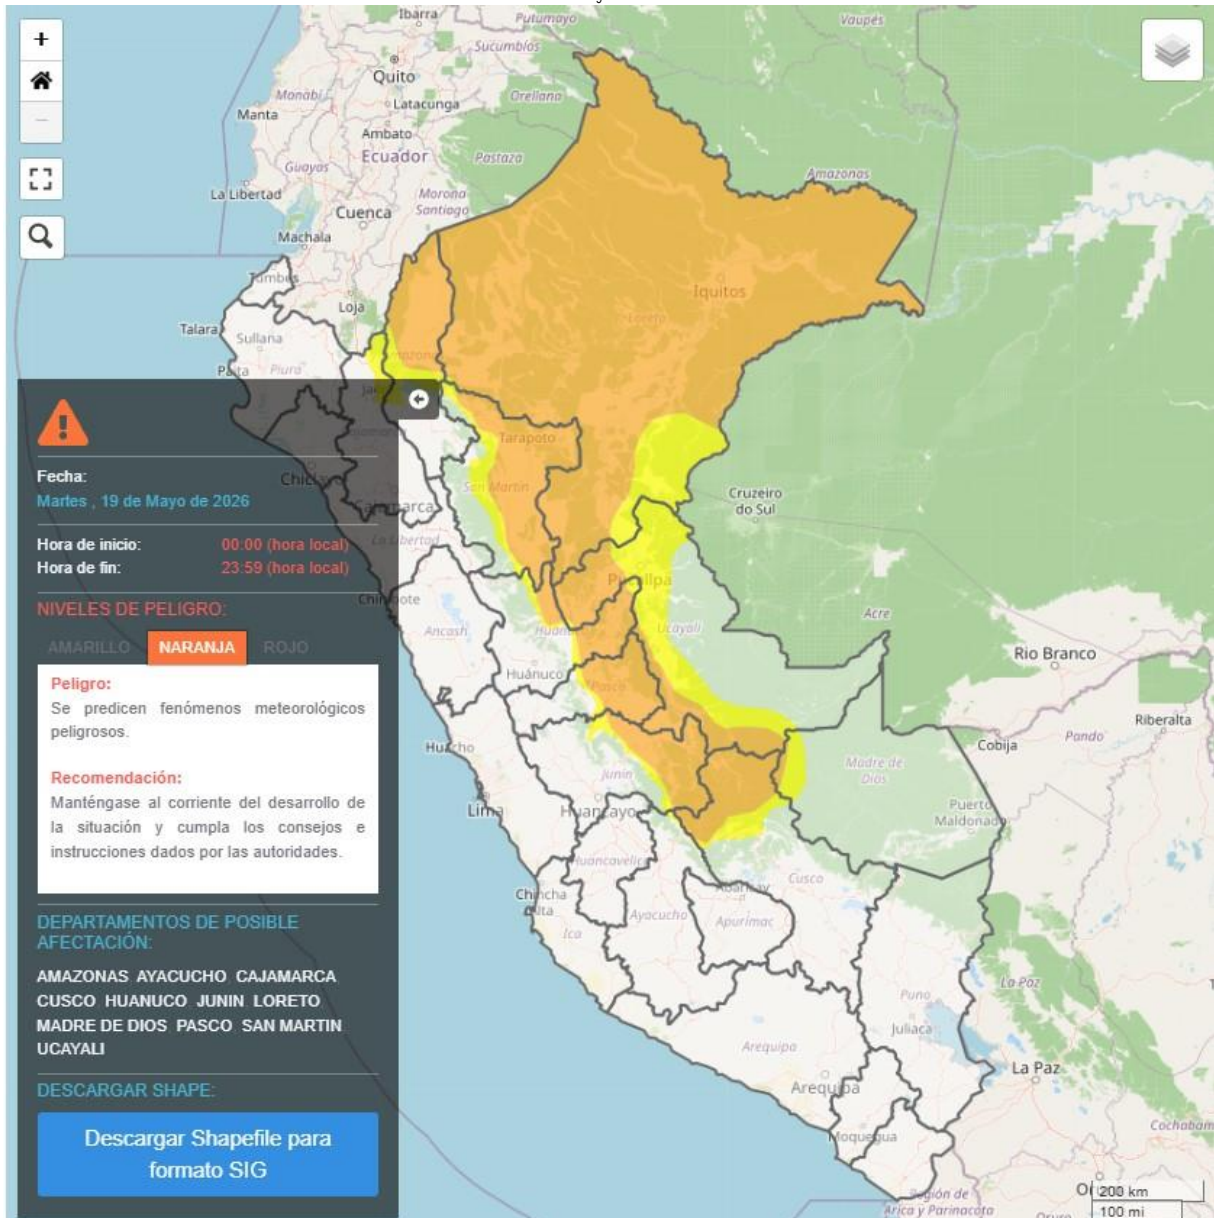 Ibarra
Putumayo
Vaupés
Sucumbíos
Quito
Orellana
Manabí
Latacunga
Manta
Ambato
Ecuador
Pastaza
Guayas
Amazonas
La Libertad
Morona
Santiago
Cuenca
Machala
Tumbes
Iquitos
Loja
Loreto
Talara
Sullana
Amazonas
Paita
Piura
Tarapoto
San Martín
Cajamarca
La Libertad
Cruzeiro
do Sul
Pucallpa
Acre
Ancash
Ucayali
Rio Branco
Huánuco
Pasco
Riberalta
Huacho
Cobija
Pando
Madre de
Dios
Junín
Puerto
Maldonado
Lima
Huancayo
Huancavelica
Cusco
Chincha
Alta
Abancay
Ica
Ayacucho
Apurímac
La Paz
Puno
Juliaca
Arequipa
La Paz
Arequipa
Moquegua
Cochabam
Región de
Arica y Parinacota
Oruro
200 km
100 mi
Fecha:
Martes , 19 de Mayo de 2026
Hora de inicio: 00:00 (hora local)
Hora de fin: 23:59 (hora local)
NIVELES DE PELIGRO:
AMARILLO NARANJA ROJO
Peligro:
Se predicen fenómenos meteorológicos
peligrosos.
Recomendación:
Manténgase al corriente del desarrollo de
la situación y cumpla los consejos e
instrucciones dados por las autoridades.
DEPARTAMENTOS DE POSIBLE
AFECTACIÓN:
AMAZONAS AYACUCHO CAJAMARCA
CUSCO HUANUCO JUNIN LORETO
MADRE DE DIOS PASCO SAN MARTIN
UCAYALI
DESCARGAR SHAPE:
Descargar Shapefile para
formato SIG